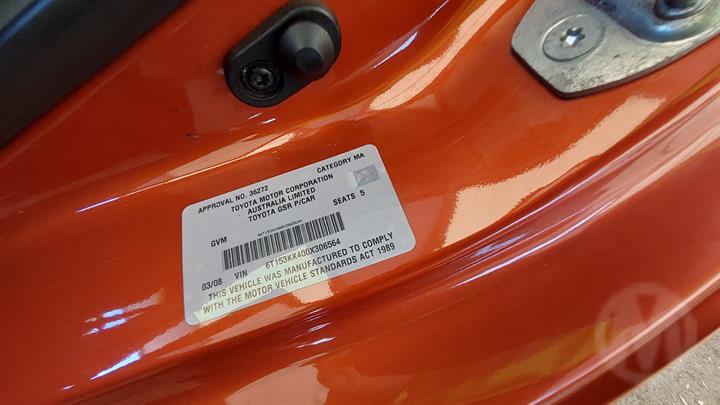 APPROVAL NO. 36272 CATEGORY MA
TOYOTA MOTOR CORPORATION
AUSTRALIA LIMITED
TOYOTA GSR P/CAR SEATS 5
GVM
03/08 VIN 6T153KK400X306564
THIS VEHICLE WAS MANUFACTURED TO COMPLY
WITH THE MOTOR VEHICLE STANDARDS ACT 1989